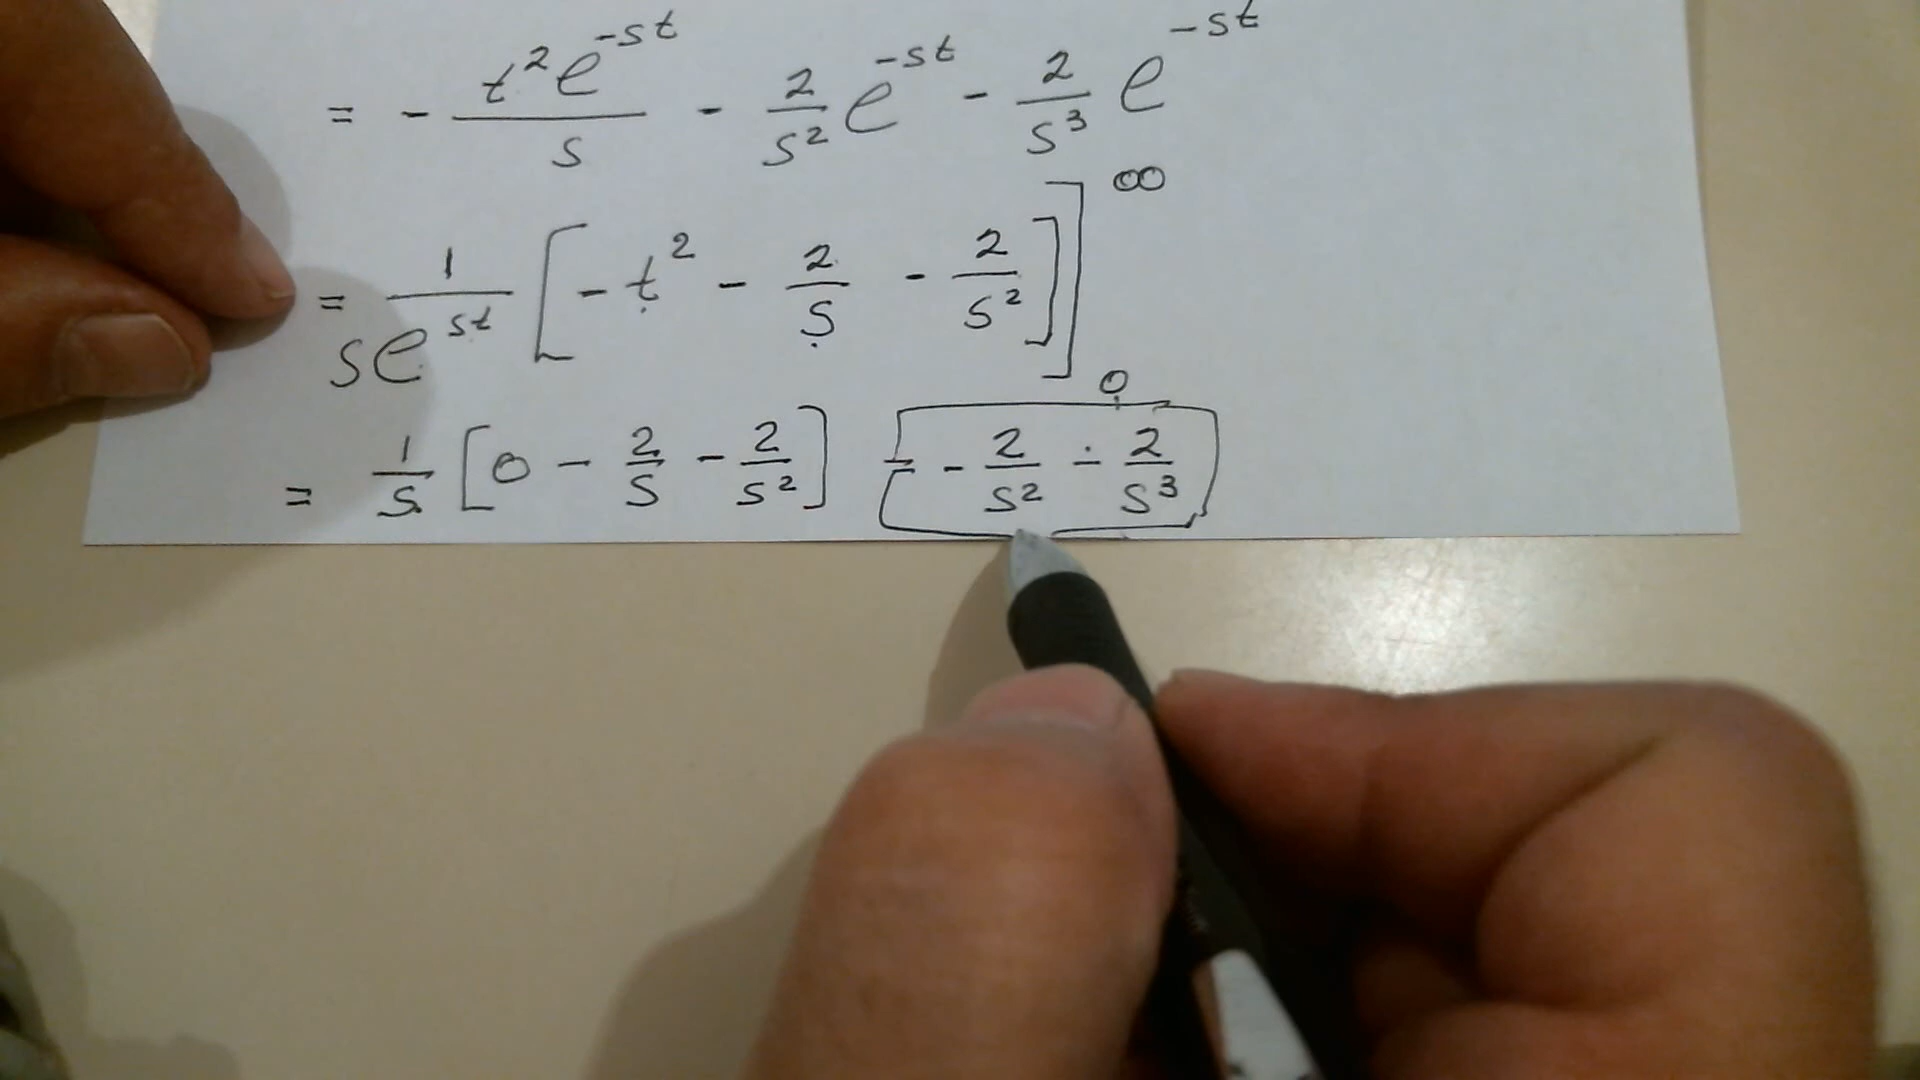 = - t²e^{-st}/s - 2/s² e^{-st} - 2/s³ e^{-st}
= 1/(se^{st}) [-t² - 2/s - 2/s²]]₀^∞
= 1/s [0 - 2/s - 2/s²] = - 2/s² - 2/s³